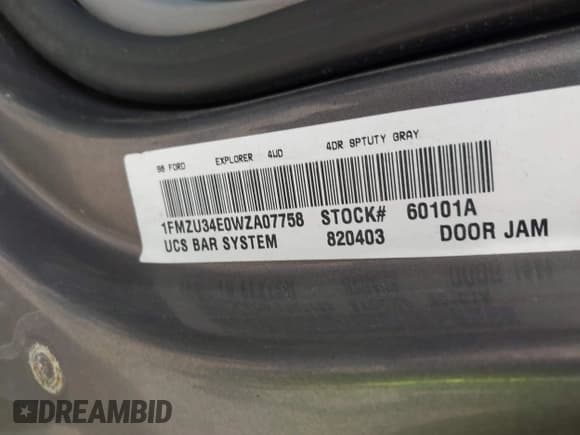 98 FORD EXPLORER 4WD 4DR SPTUTY GRAY
1FMZU34E0WZA07758 STOCK# 60101A
UCS BAR SYSTEM 820403 DOOR JAM
DREAMBID